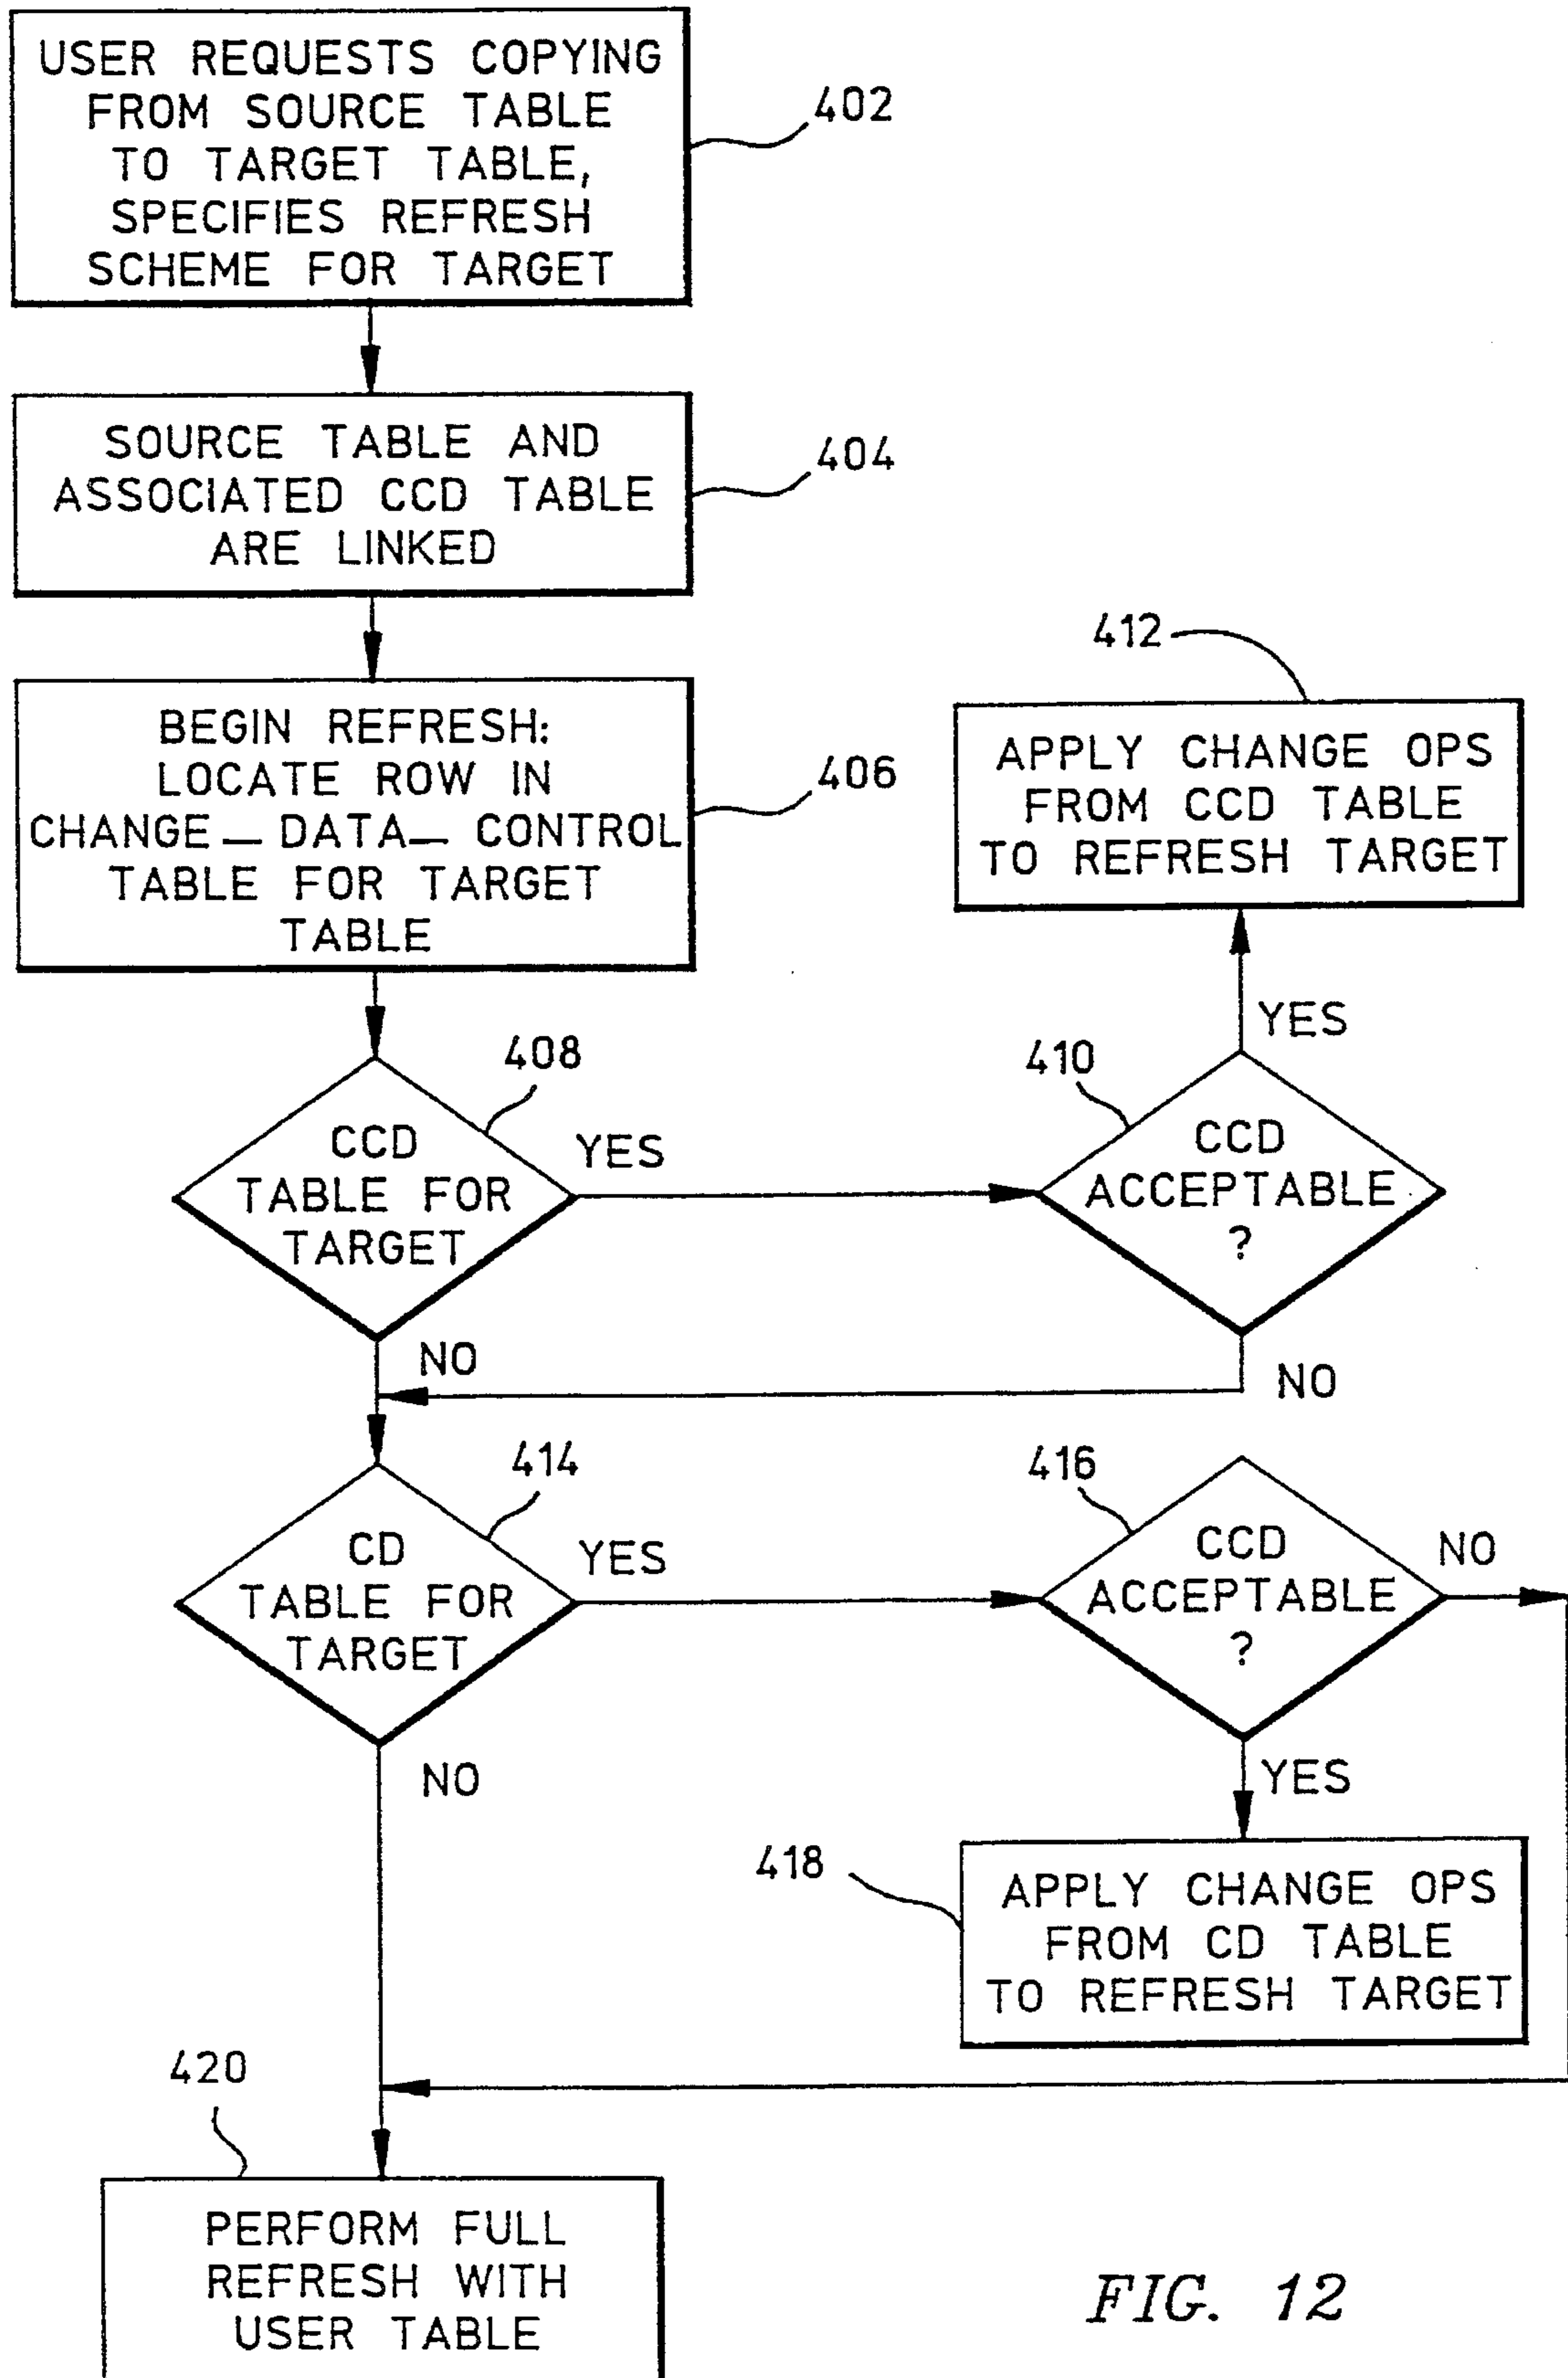 USER REQUESTS COPYING
FROM SOURCE TABLE
TO TARGET TABLE,
SPECIFIES REFRESH
SCHEME FOR TARGET
402
SOURCE TABLE AND
ASSOCIATED CCD TABLE
ARE LINKED
404
BEGIN REFRESH:
LOCATE ROW IN
CHANGE_DATA_CONTROL
TABLE FOR TARGET
TABLE
406
412
APPLY CHANGE OPS
FROM CCD TABLE
TO REFRESH TARGET
YES
408
CCD
TABLE FOR
TARGET
YES
NO
410
CCD
ACCEPTABLE
?
NO
414
CD
TABLE FOR
TARGET
YES
NO
416
CCD
ACCEPTABLE
?
NO
YES
418
APPLY CHANGE OPS
FROM CD TABLE
TO REFRESH TARGET
420
PERFORM FULL
REFRESH WITH
USER TABLE
FIG. 12